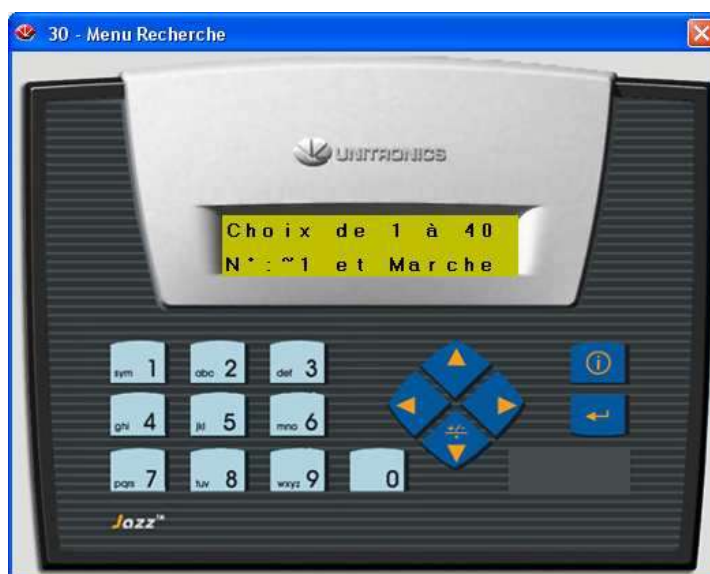 30 - Menu Recherche
UNITRONICS
Choix de 1 à 40
N°:~1 et Marche
sym 1 abc 2 def 3
ghi 4 jkl 5 mno 6
+/-
pqrs 7 tuv 8 wxyz 9 0
Jazz™